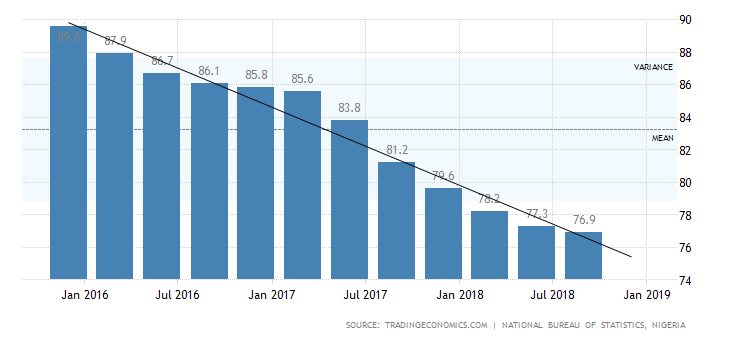 90
89.6 87.9 86.7 86.1 85.8 85.6 83.8 81.2 79.6 78.2 77.3 76.9
88
VARIANCE
86
84
MEAN
82
80
78
76
74
Jan 2016 Jul 2016 Jan 2017 Jul 2017 Jan 2018 Jul 2018 Jan 2019
SOURCE: TRADINGECONOMICS.COM | NATIONAL BUREAU OF STATISTICS, NIGERIA